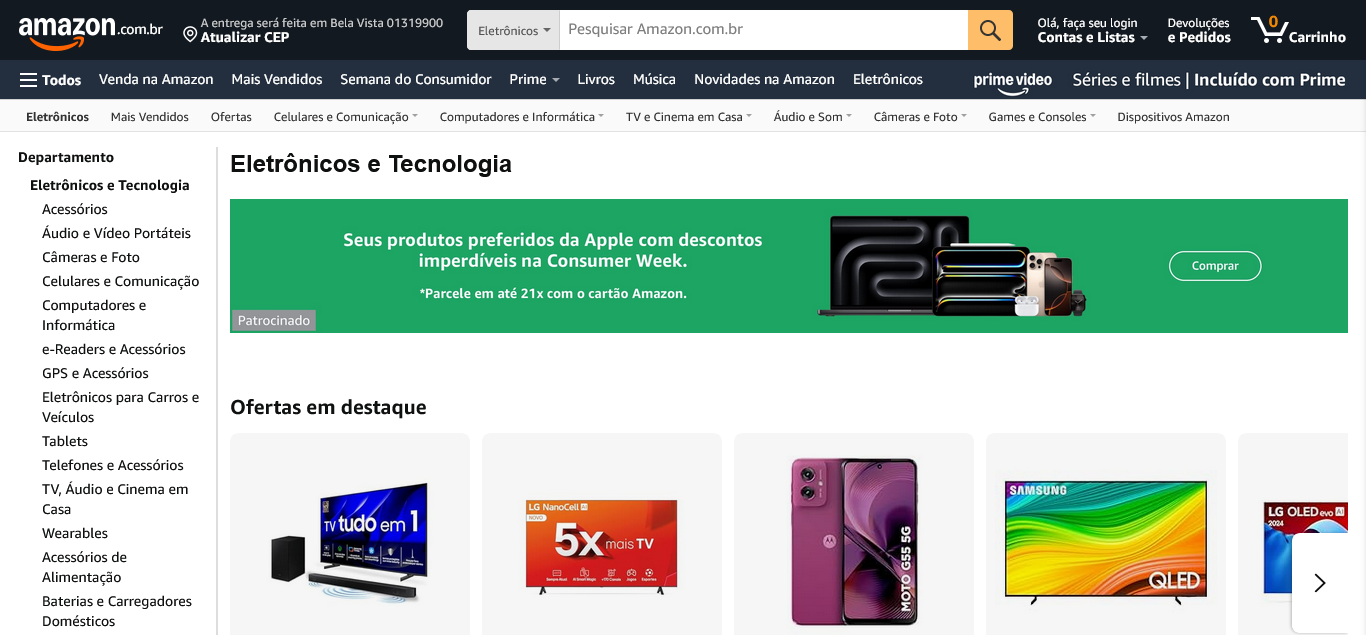 amazon.com.br
A entrega será feita em Bela Vista 01319900
Atualizar CEP
Eletrônicos
Pesquisar Amazon.com.br
Olá, faça seu login
Contas e Listas
Devoluções
e Pedidos
0
Carrinho
Todos
Venda na Amazon
Mais Vendidos
Semana do Consumidor
Prime
Livros
Música
Novidades na Amazon
Eletrônicos
prime video
Séries e filmes | Incluído com Prime
Eletrônicos
Mais Vendidos
Ofertas
Celulares e Comunicação
Computadores e Informática
TV e Cinema em Casa
Áudio e Som
Câmeras e Foto
Games e Consoles
Dispositivos Amazon
Departamento
Eletrônicos e Tecnologia
Acessórios
Áudio e Vídeo Portáteis
Câmeras e Foto
Celulares e Comunicação
Computadores e
Informática
e-Readers e Acessórios
GPS e Acessórios
Eletrônicos para Carros e
Veículos
Tablets
Telefones e Acessórios
TV, Áudio e Cinema em
Casa
Wearables
Acessórios de
Alimentação
Baterias e Carregadores
Domésticos
Eletrônicos e Tecnologia
Seus produtos preferidos da Apple com descontos
imperdíveis na Consumer Week.
*Parcele em até 21x com o cartão Amazon.
Comprar
Patrocinado
Ofertas em destaque
TV tudo em 1
LG NanoCell AI
NOVO
5x mais TV
MOTO G55 5G
SAMSUNG
QLED
LG OLED evo AI
2024